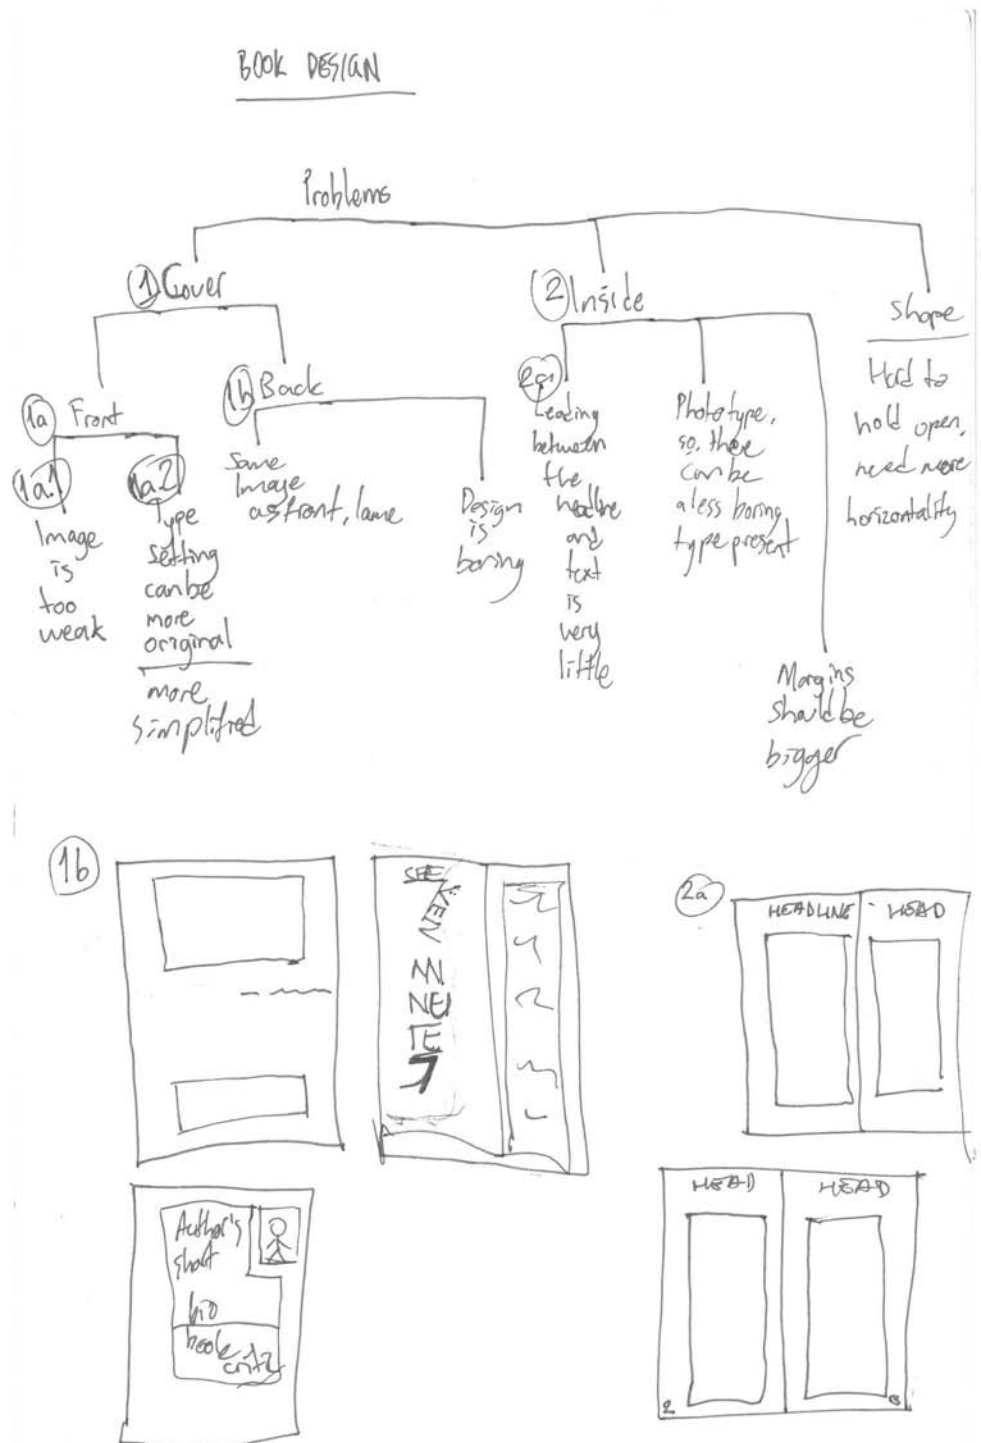 BOOK DESIGN
Problems
1 Cover
1a Front
1a.1
Image
is
too
weak
1a.2
Type
setting
can be
more
original
more
simplified
1b Back
Same
Image
as front, lame
Design
is
boring
2 Inside
2a
Leading
between
the
headline
and
text
is
very
little
Phototype,
so, there
can be
a less boring
type present
Margins
should be
bigger
Shape
Hard to
hold open,
need more
horizontality
1b
SEE
Author's
short
bio
book
2a
HEADLINE HEAD
HEAD HEAD
2